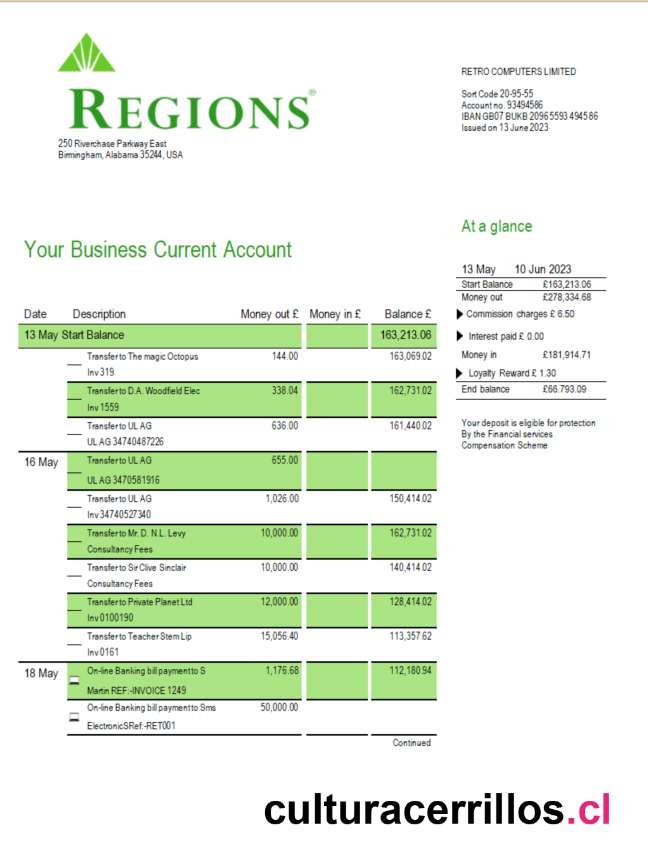 REGIONS®
250 Riverchase Parkway East
Birmingham, Alabama 35244, USA
RETRO COMPUTERS LIMITED
Sort Code 20-95-55
Account no. 93494586
IBAN GB07 BUKB 20965593 494586
Issued on 13 June 2023
Your Business Current Account
At a glance
13 May 10 Jun 2023
Start Balance £163,213.06
Money out £278,334.68
Commission charges £ 6.50
Interest paid £ 0.00
Money in £181,914.71
Loyalty Reward £ 1.30
End balance £66.793.09
Your deposit is eligible for protection
By the Financial services
Compensation Scheme
Date Description Money out £ Money in £ Balance £
13 May Start Balance 163,213.06
Transfer to The magic Octopus 144.00 163,069.02
Inv 319
Transfer to D.A. Woodfield Elec 338.04 162,731.02
Inv 1559
Transfer to UL AG 636.00 161,440.02
UL AG 34740487226
16 May Transfer to UL AG 655.00
UL AG 3470581916
Transfer to UL AG 1,026.00 150,414.02
Inv 34740527340
Transfer to Mr. D. N.L. Levy 10,000.00 162,731.02
Consultancy Fees
Transfer to Sir Clive Sinclair 10,000.00 140,414.02
Consultancy Fees
Transfer to Private Planet Ltd 12,000.00 128,414.02
Inv 0100190
Transfer to Teacher Stem Lip 15,056.40 113,357.62
Inv 0161
18 May On-line Banking bill payment to S 1,176.68 112,180.94
Martin REF:-INVOICE 1249
On-line Banking bill payment to Sms 50,000.00
ElectronicSRef:-RET001
Continued
culturacerrillos.cl